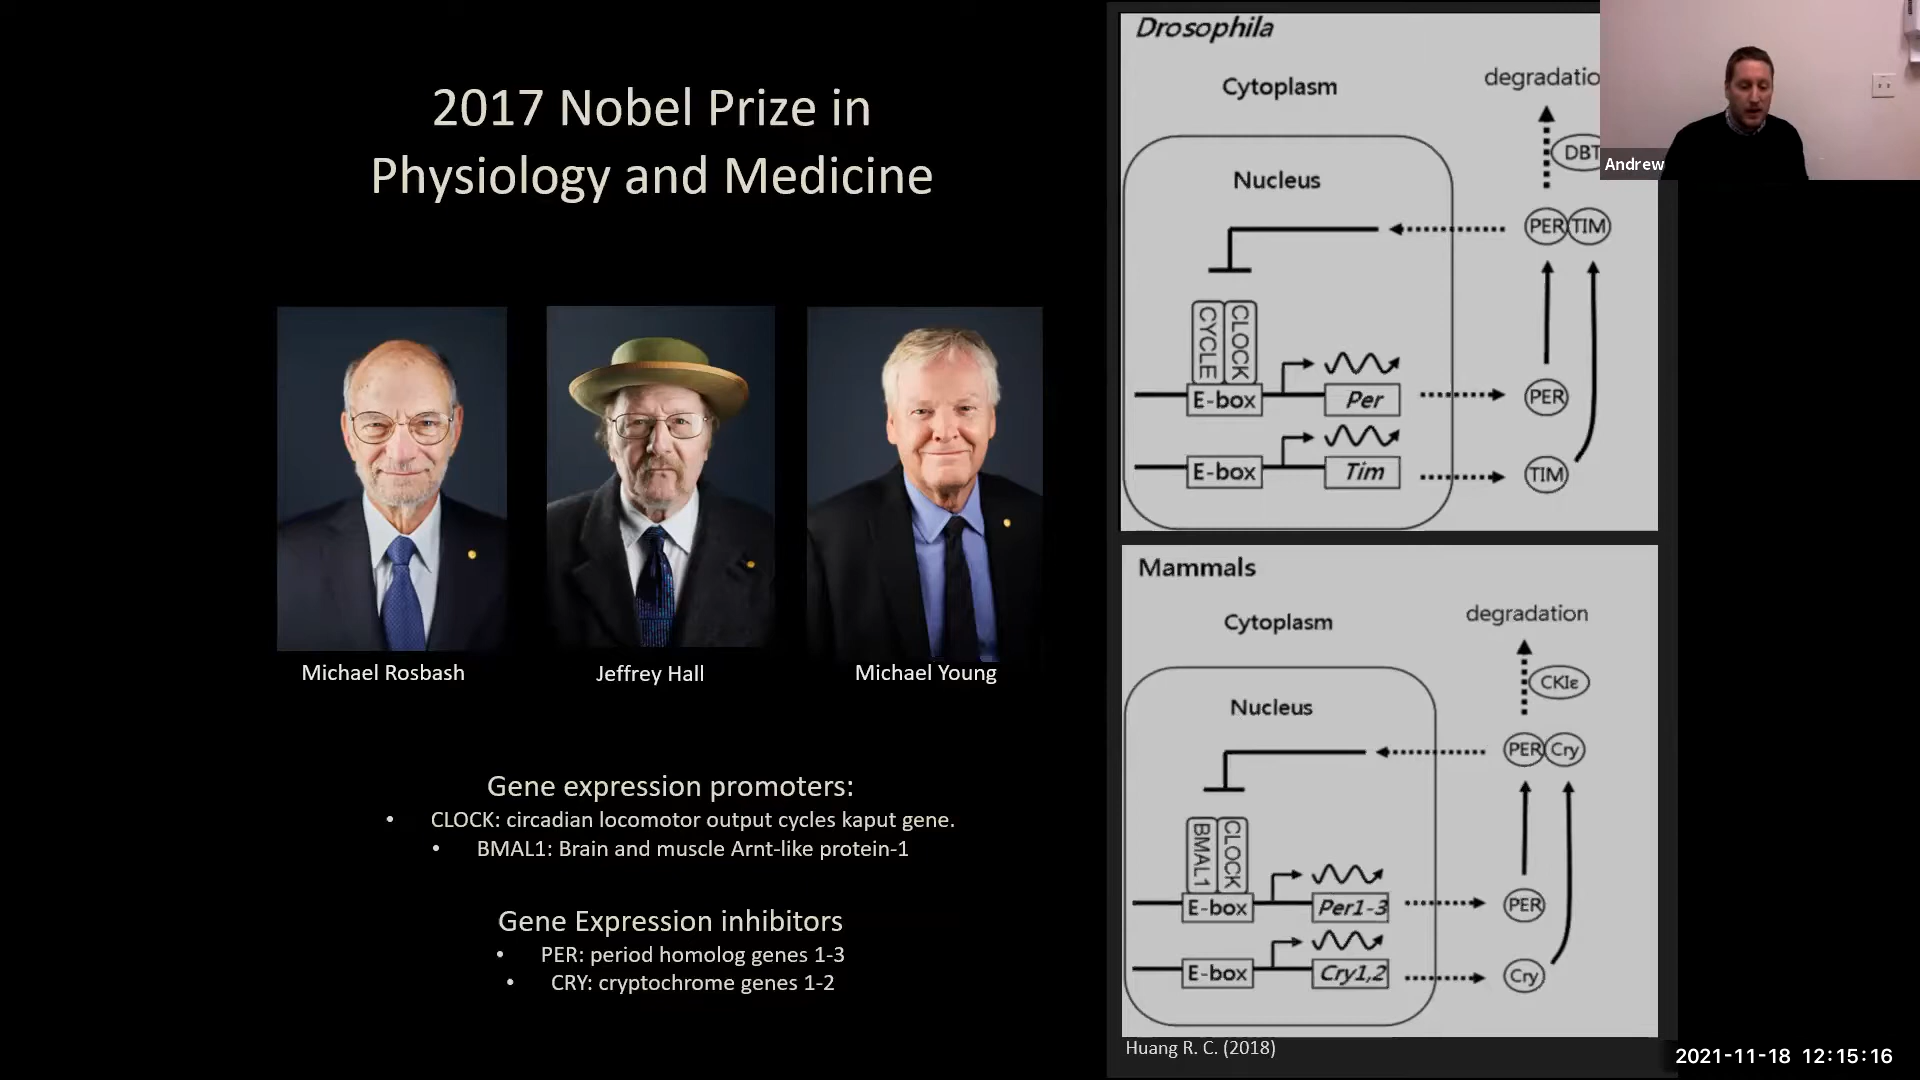 2017 Nobel Prize in
Physiology and Medicine
Michael Rosbash
Jeffrey Hall
Michael Young
Gene expression promoters:
• CLOCK: circadian locomotor output cycles kaput gene.
• BMAL1: Brain and muscle Arnt-like protein-1
Gene Expression inhibitors
• PER: period homolog genes 1-3
• CRY: cryptochrome genes 1-2
Drosophila
Cytoplasm
degradatio
DBT
Nucleus
PER TIM
CYCLE
CLOCK
E-box
Per
PER
E-box
Tim
TIM
Mammals
Cytoplasm
degradation
CKIε
Nucleus
PER Cry
BMAL1
CLOCK
E-box
Per1-3
PER
E-box
Cry1,2
Cry
Huang R. C. (2018)
Andrew
2021-11-18 12:15:16